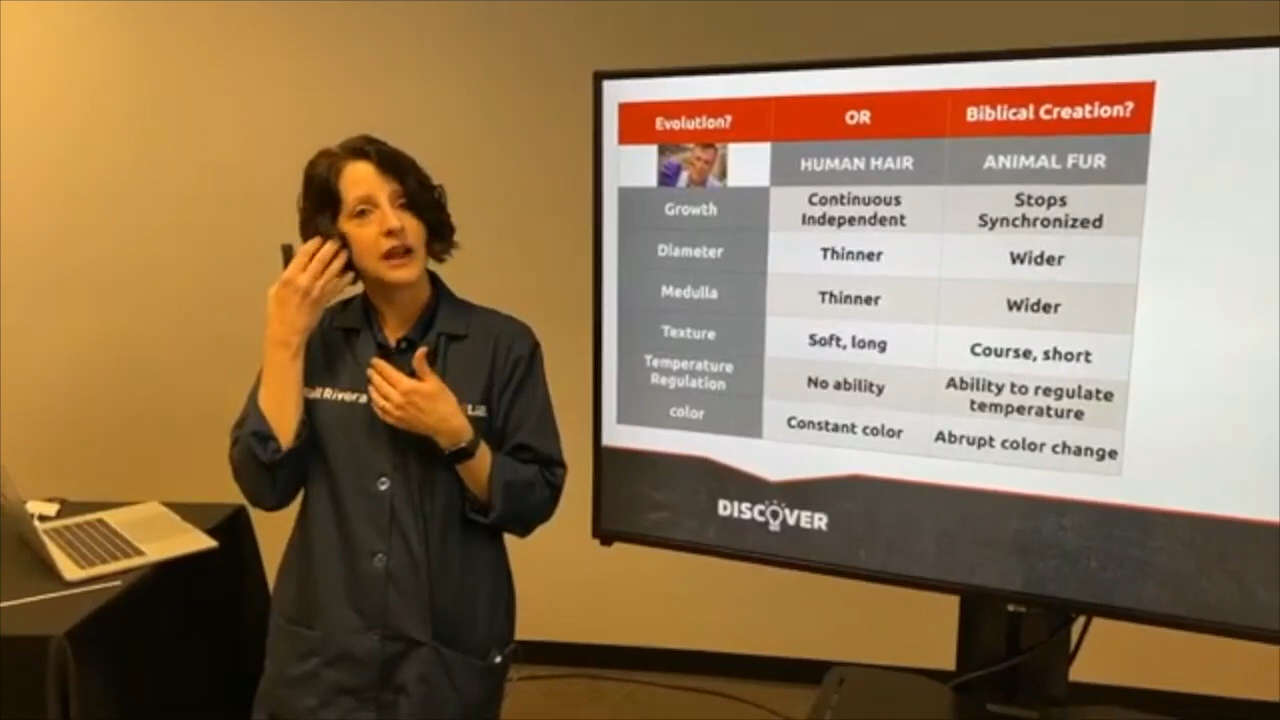 Evolution? OR Biblical Creation?
HUMAN HAIR ANIMAL FUR
Growth Continuous Independent Stops Synchronized
Diameter Thinner Wider
Medulla Thinner Wider
Texture Soft, long Course, short
Temperature Regulation No ability Ability to regulate temperature
color Constant color Abrupt color change
DISCOVER
Rivera